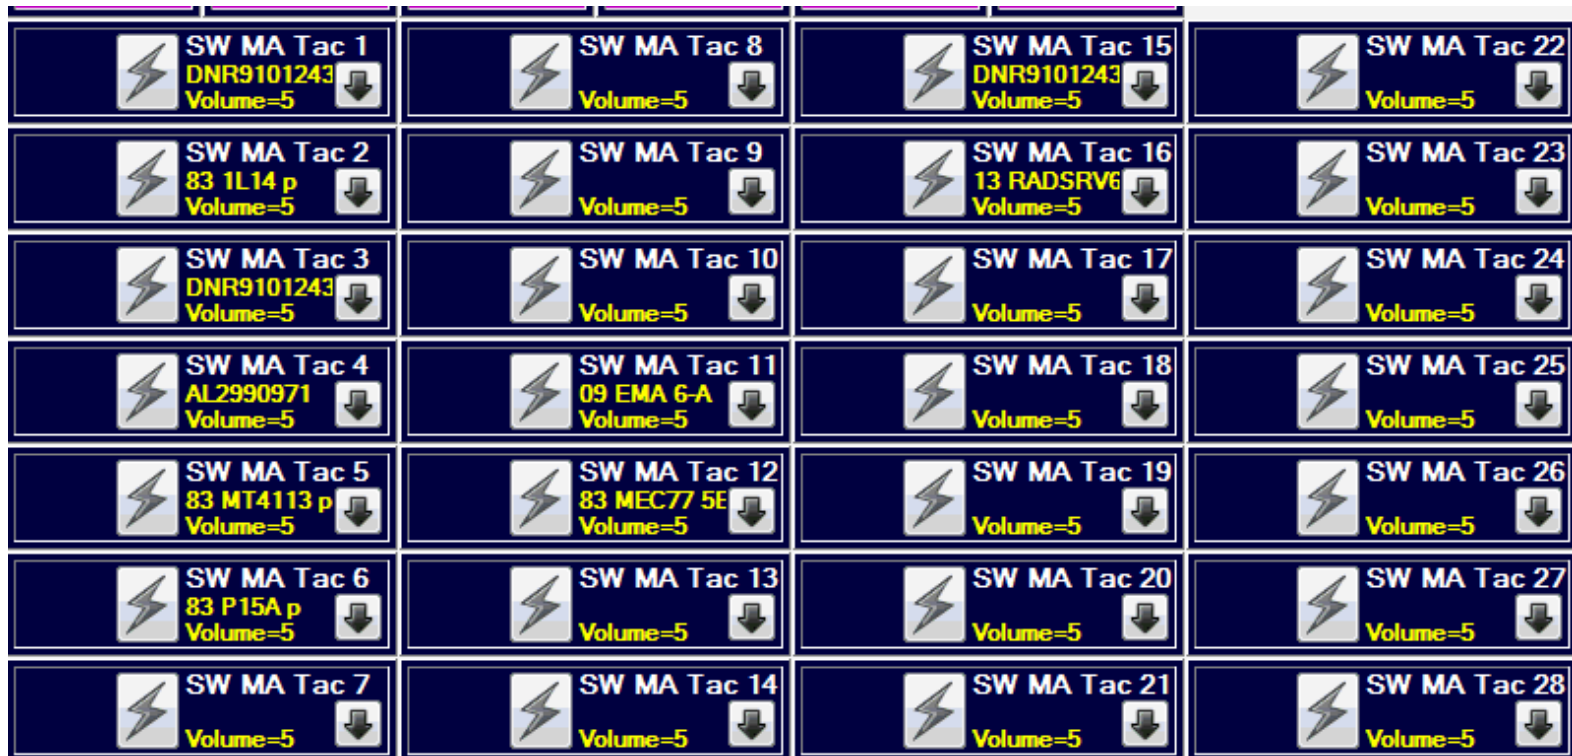 SW MA Tac 1
DNR9101243
Volume=5
SW MA Tac 8
Volume=5
SW MA Tac 15
DNR9101243
Volume=5
SW MA Tac 22
Volume=5
SW MA Tac 2
83 1L14 p
Volume=5
SW MA Tac 9
Volume=5
SW MA Tac 16
13 RADSRV6
Volume=5
SW MA Tac 23
Volume=5
SW MA Tac 3
DNR9101243
Volume=5
SW MA Tac 10
Volume=5
SW MA Tac 17
Volume=5
SW MA Tac 24
Volume=5
SW MA Tac 4
AL2990971
Volume=5
SW MA Tac 11
09 EMA 6-A
Volume=5
SW MA Tac 18
Volume=5
SW MA Tac 25
Volume=5
SW MA Tac 5
83 MT4113 p
Volume=5
SW MA Tac 12
83 MEC77 5E
Volume=5
SW MA Tac 19
Volume=5
SW MA Tac 26
Volume=5
SW MA Tac 6
83 P15A p
Volume=5
SW MA Tac 13
Volume=5
SW MA Tac 20
Volume=5
SW MA Tac 27
Volume=5
SW MA Tac 7
Volume=5
SW MA Tac 14
Volume=5
SW MA Tac 21
Volume=5
SW MA Tac 28
Volume=5